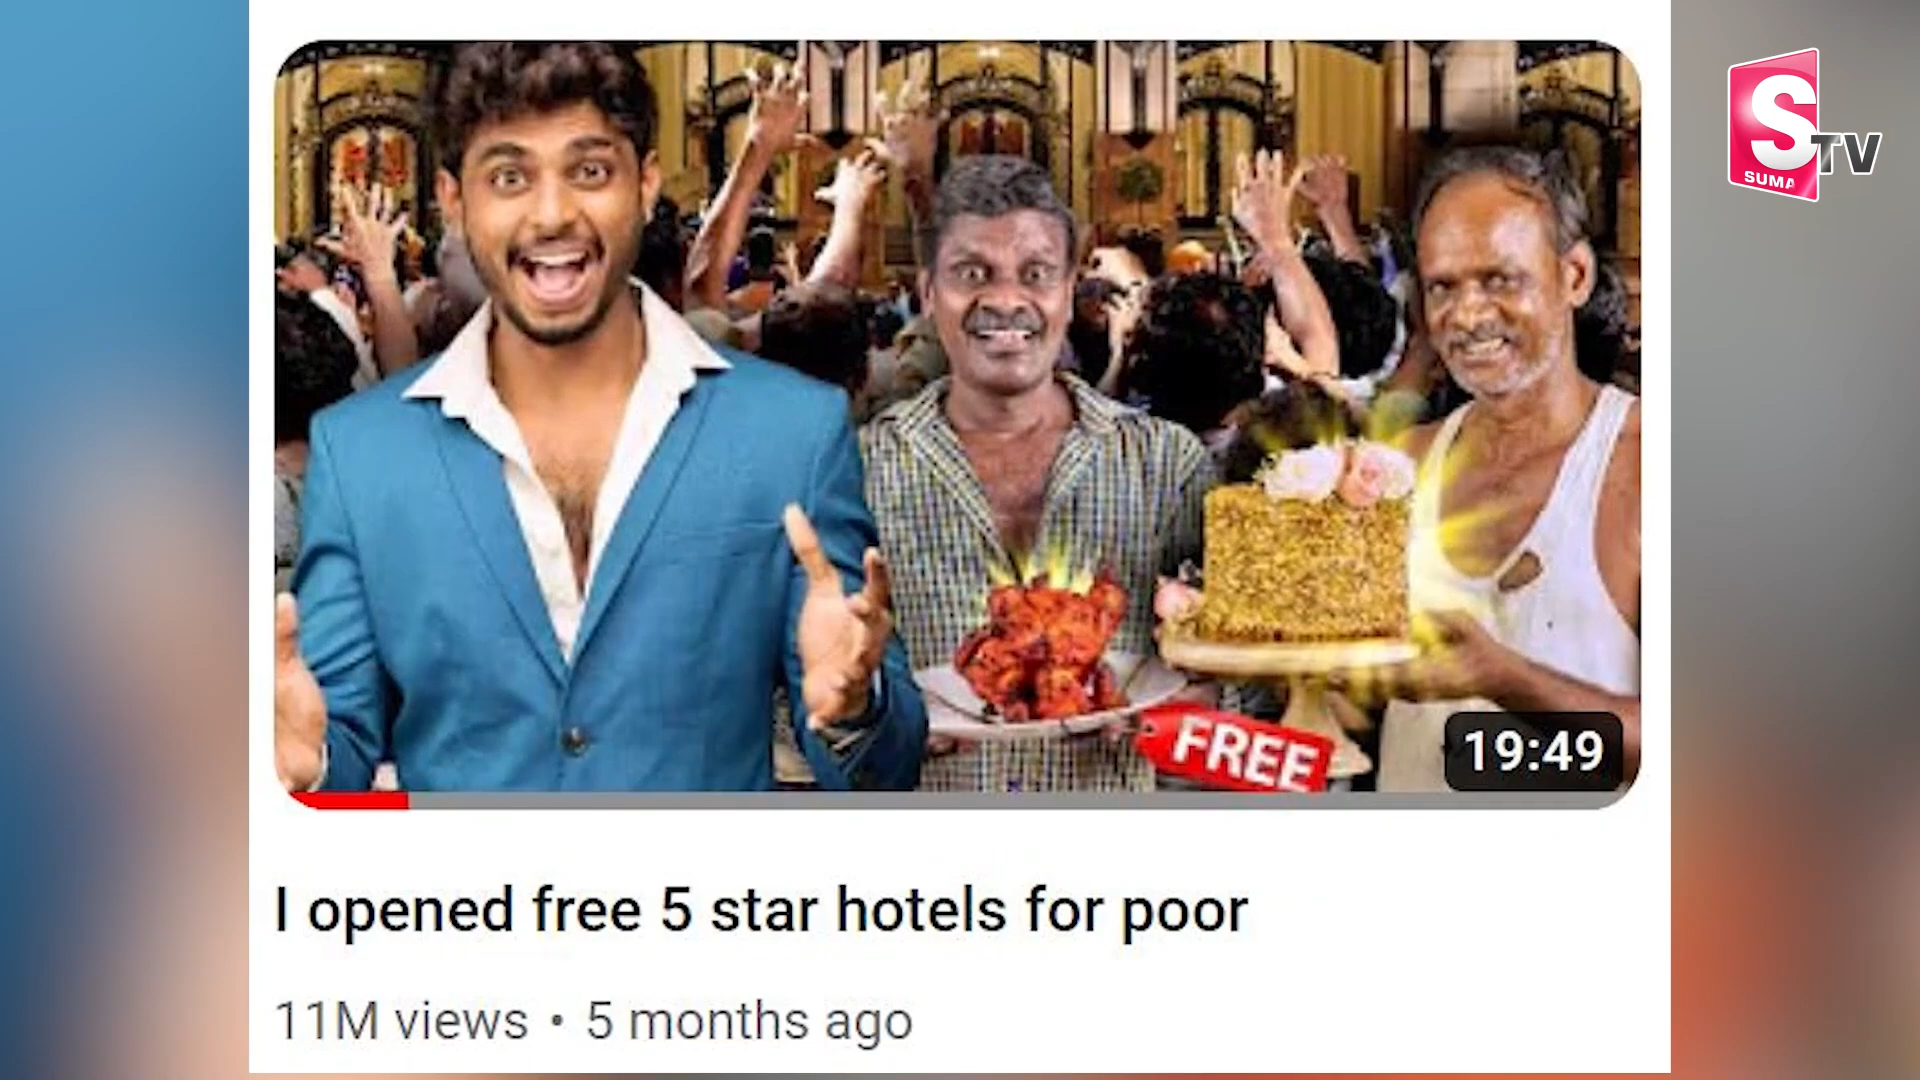 S
TV
SUMA
FREE
19:49
I opened free 5 star hotels for poor
11M views • 5 months ago